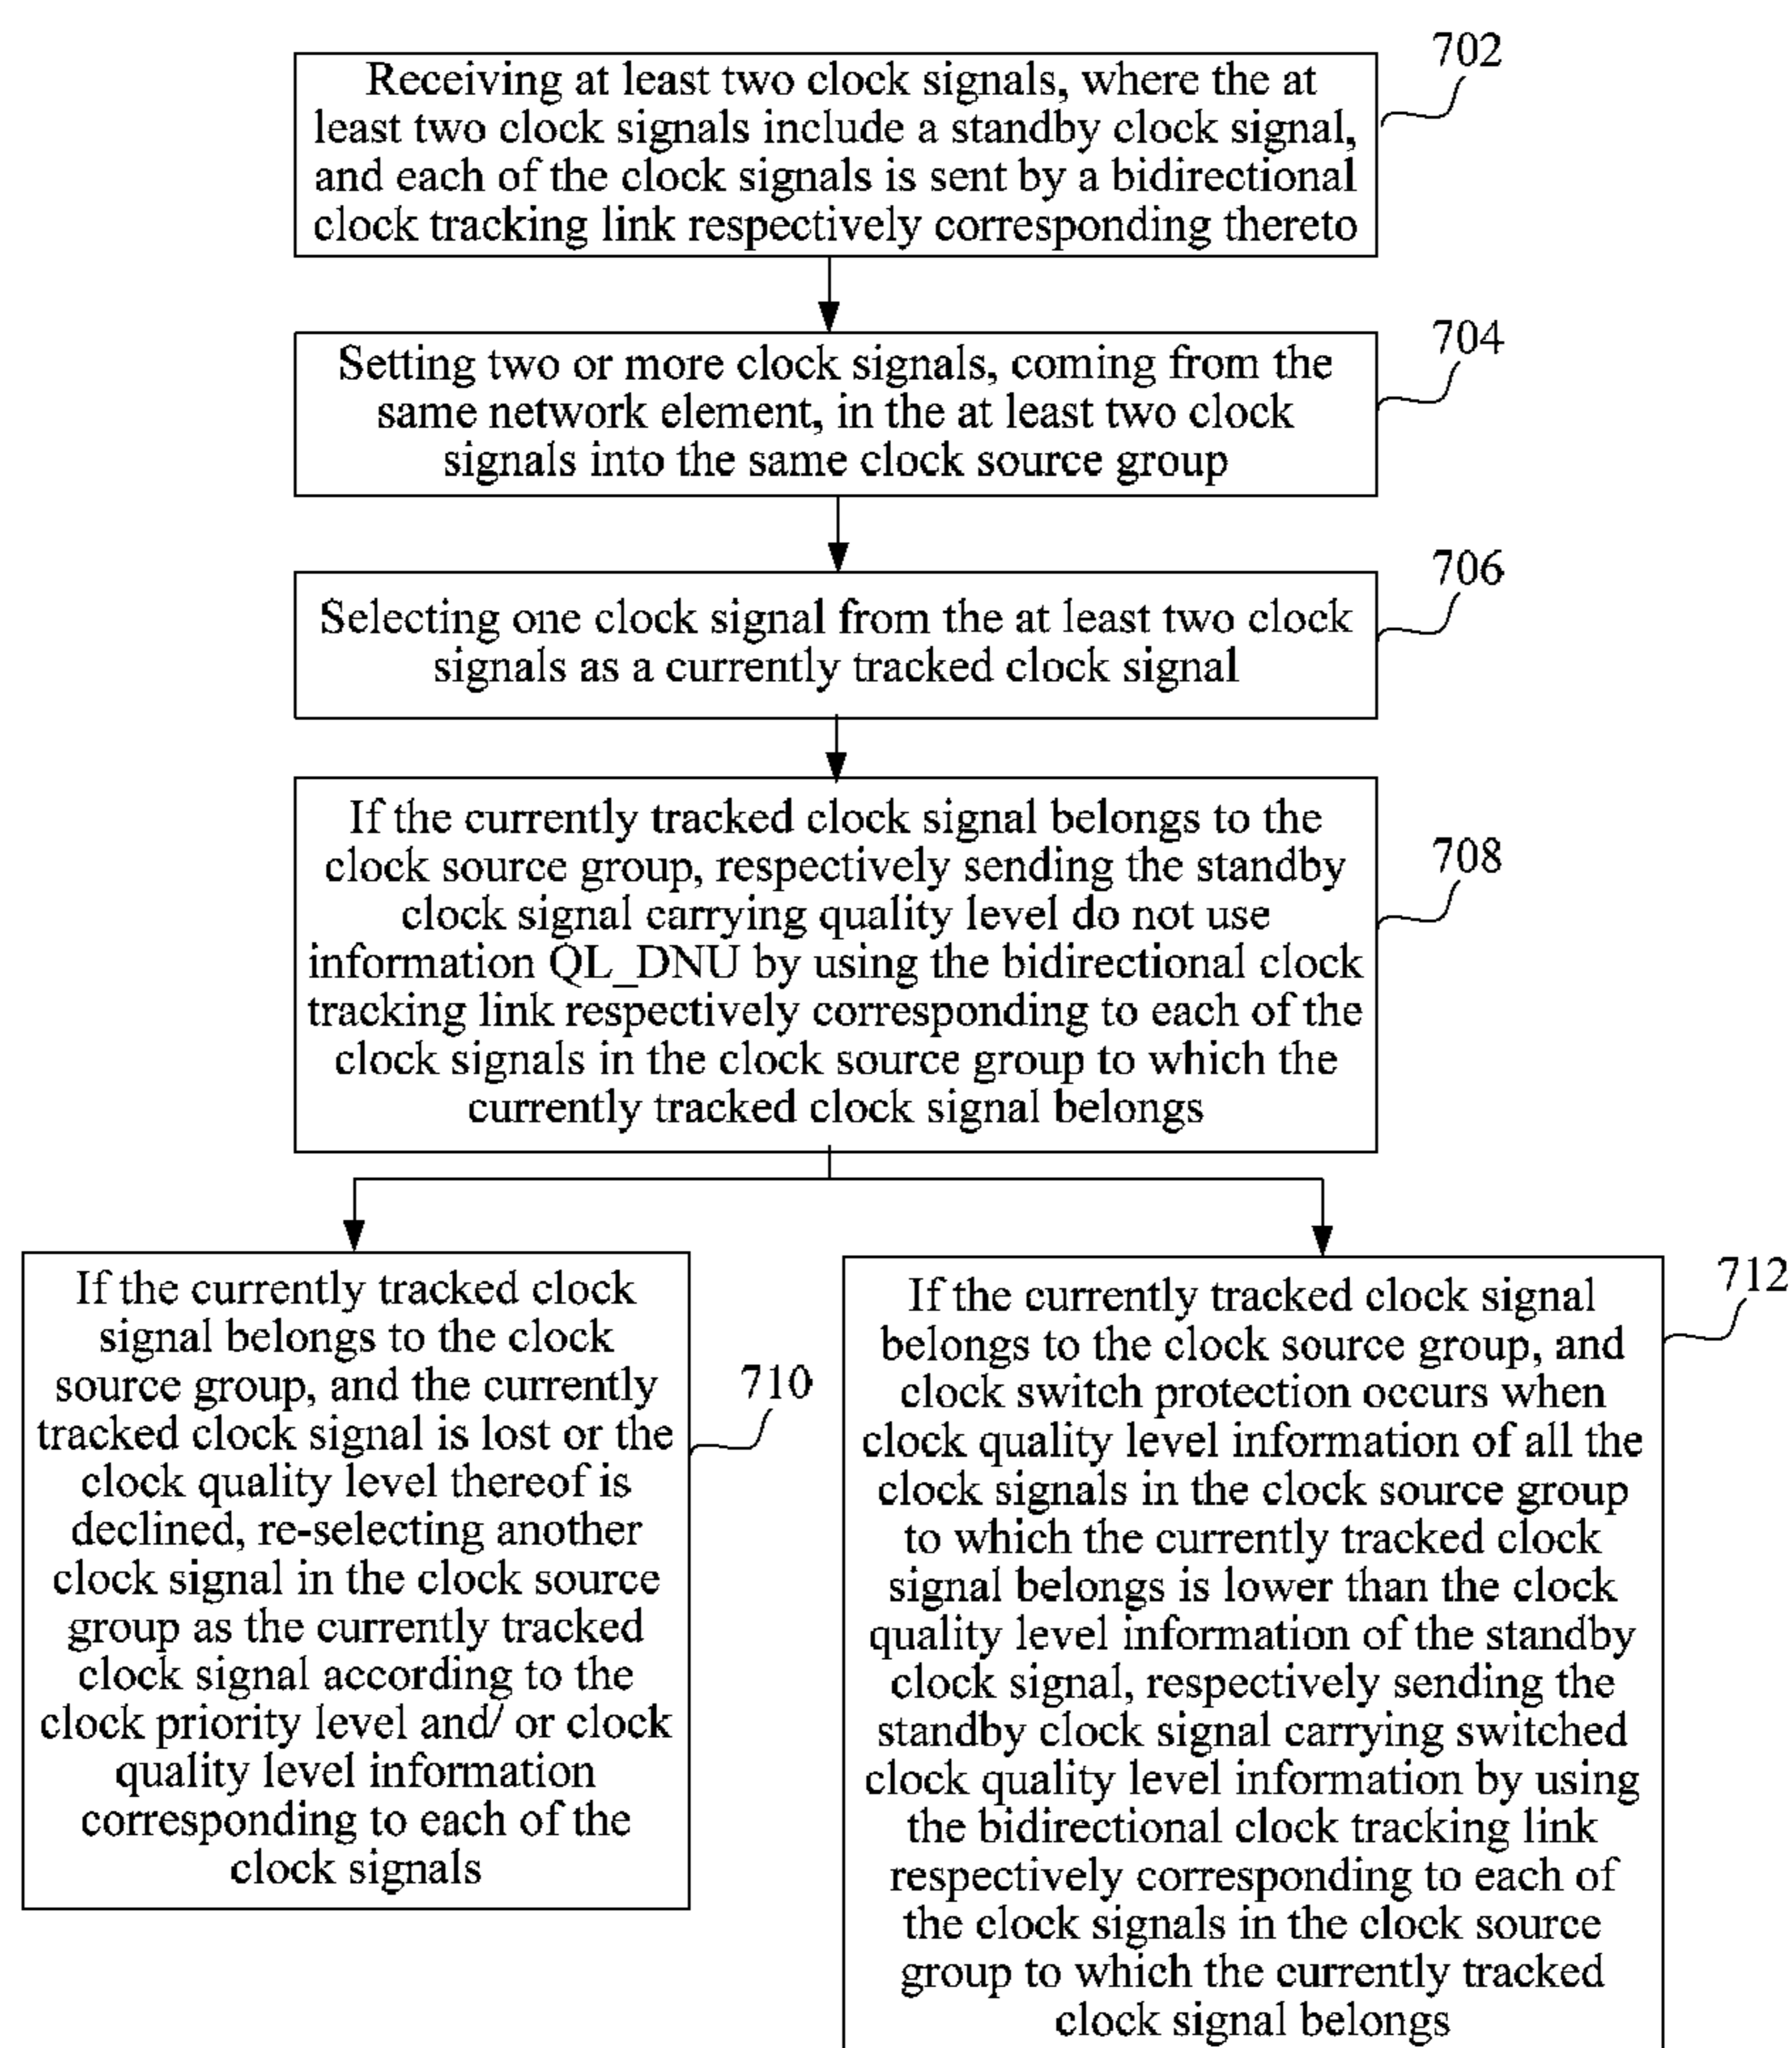 702
Receiving at least two clock signals, where the at
least two clock signals include a standby clock signal,
and each of the clock signals is sent by a bidirectional
clock tracking link respectively corresponding thereto
704
Setting two or more clock signals, coming from the
same network element, in the at least two clock
signals into the same clock source group
706
Selecting one clock signal from the at least two clock
signals as a currently tracked clock signal
708
If the currently tracked clock signal belongs to the
clock source group, respectively sending the standby
clock signal carrying quality level do not use
information QL_DNU by using the bidirectional clock
tracking link respectively corresponding to each of the
clock signals in the clock source group to which the
currently tracked clock signal belongs
710
If the currently tracked clock
signal belongs to the clock
source group, and the currently
tracked clock signal is lost or the
clock quality level thereof is
declined, re-selecting another
clock signal in the clock source
group as the currently tracked
clock signal according to the
clock priority level and/ or clock
quality level information
corresponding to each of the
clock signals
712
If the currently tracked clock signal
belongs to the clock source group, and
clock switch protection occurs when
clock quality level information of all the
clock signals in the clock source group
to which the currently tracked clock
signal belongs is lower than the clock
quality level information of the standby
clock signal, respectively sending the
standby clock signal carrying switched
clock quality level information by using
the bidirectional clock tracking link
respectively corresponding to each of
the clock signals in the clock source
group to which the currently tracked
clock signal belongs